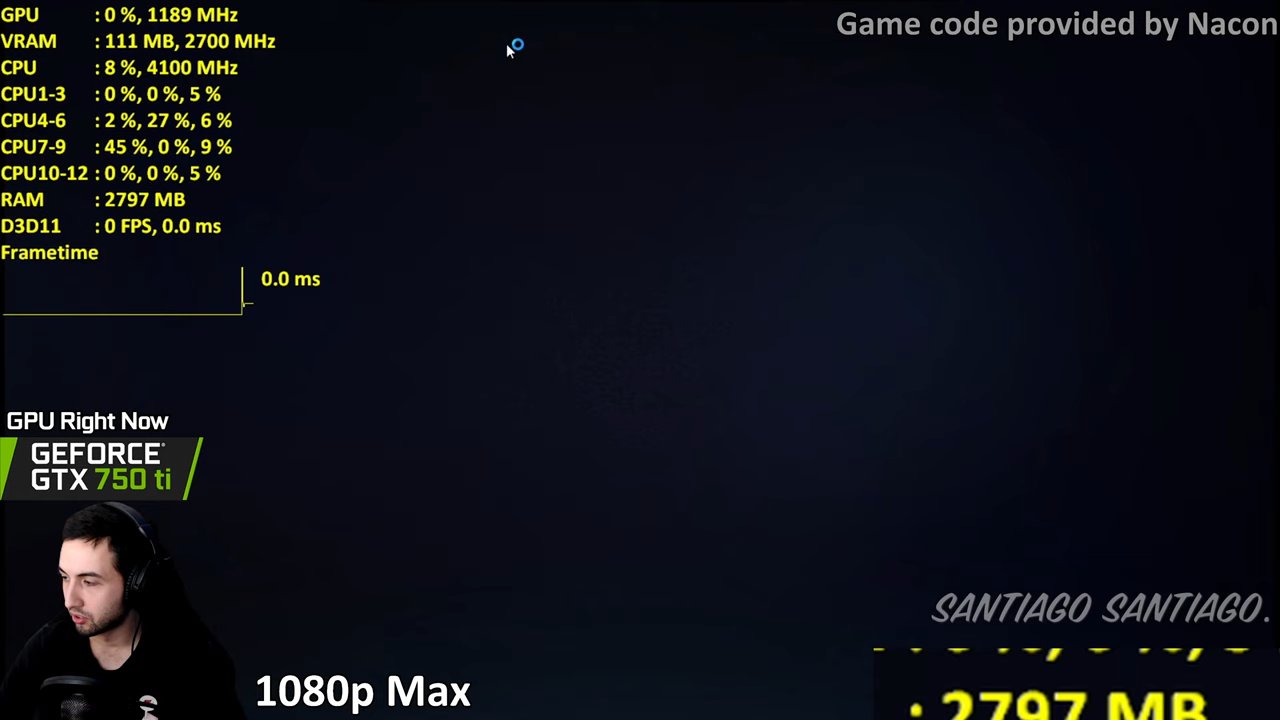 GPU : 0 %, 1189 MHz
Game code provided by Nacon
VRAM : 111 MB, 2700 MHz
CPU : 8 %, 4100 MHz
CPU1-3 : 0 %, 0 %, 5 %
CPU4-6 : 2 %, 27 %, 6 %
CPU7-9 : 45 %, 0 %, 9 %
CPU10-12 : 0 %, 0 %, 5 %
RAM : 2797 MB
D3D11 : 0 FPS, 0.0 ms
Frametime
0.0 ms
GPU Right Now
GEFORCE
GTX 750 ti
SANTIAGO SANTIAGO.
1080p Max
: 2797 MB